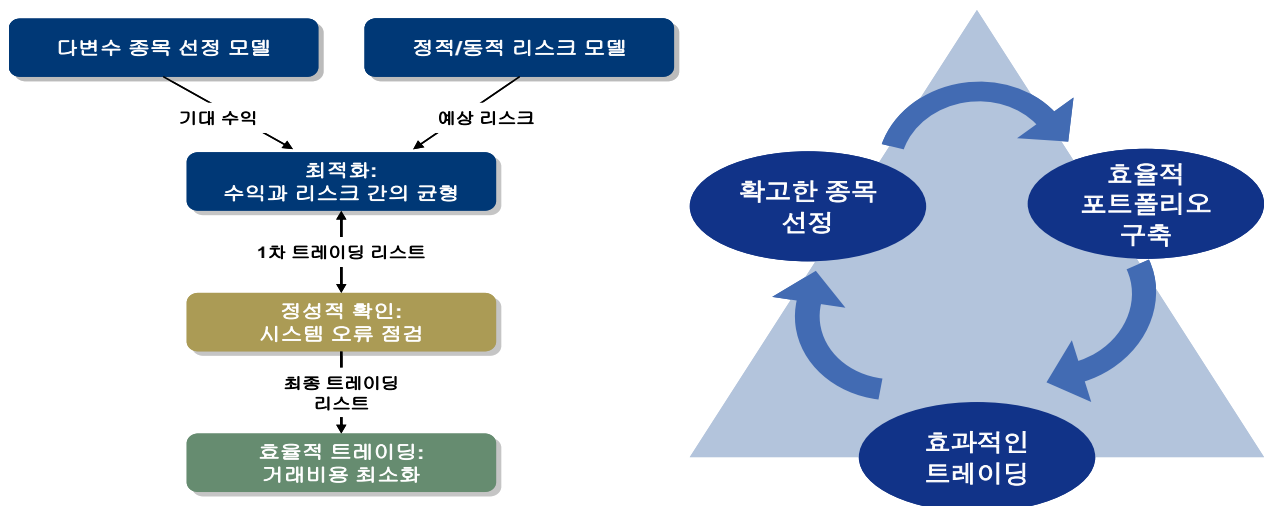 다변수 종목 선정 모델
정적/동적 리스크 모델
기대 수익
예상 리스크
최적화:
수익과 리스크 간의 균형
1차 트레이딩 리스트
정성적 확인:
시스템 오류 점검
최종 트레이딩
리스트
효율적 트레이딩:
거래비용 최소화
확고한 종목
선정
효율적
포트폴리오
구축
효과적인
트레이딩